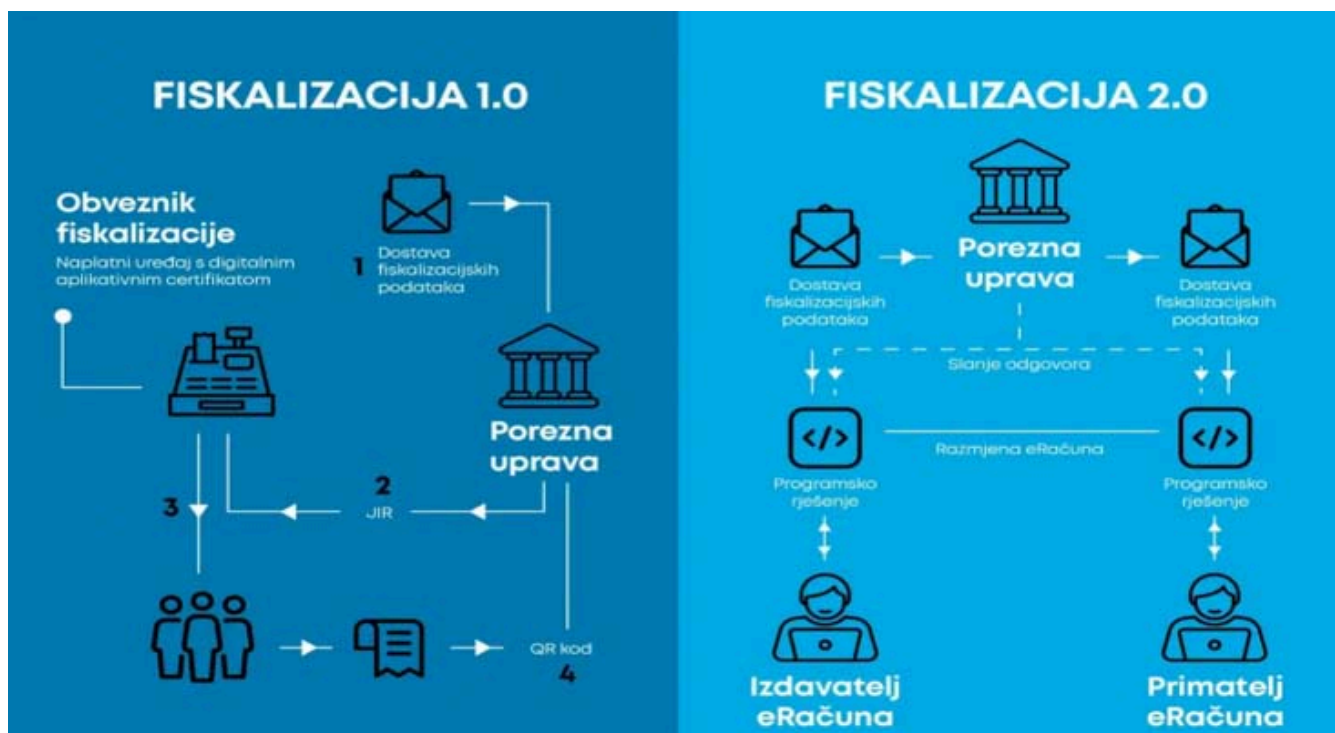 FISKALIZACIJA 1.0
Obveznik
fiskalizacije
Naplatni uređaj s digitalnim
aplikativnim certifikatom
1
Dostava
fiskalizacijskih
podataka
Porezna
uprava
2
JIR
3
QR kod
4
FISKALIZACIJA 2.0
Porezna
uprava
Dostava
fiskalizacijskih
podataka
Dostava
fiskalizacijskih
podataka
Slanje odgovora
</>
</>
Razmjena eRačuna
Programsko
rješenje
Programsko
rješenje
Izdavatelj
eRačuna
Primatelj
eRačuna